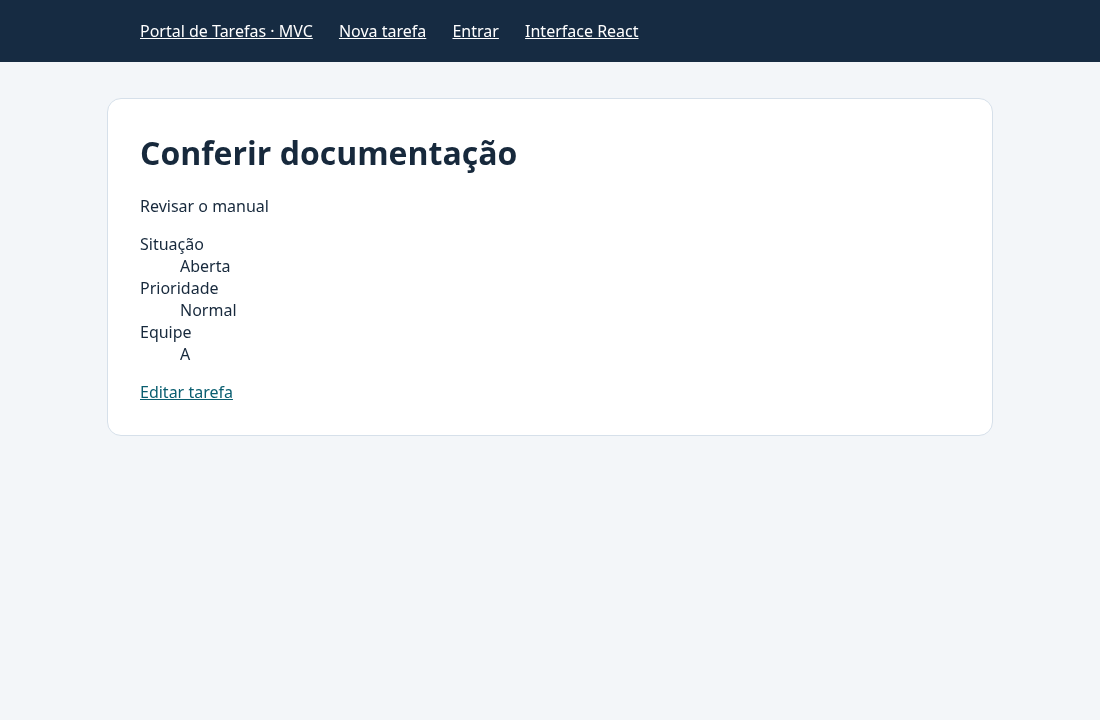 Portal de Tarefas · MVC Nova tarefa Entrar Interface React
Conferir documentação
Revisar o manual
Situação
Aberta
Prioridade
Normal
Equipe
A
Editar tarefa